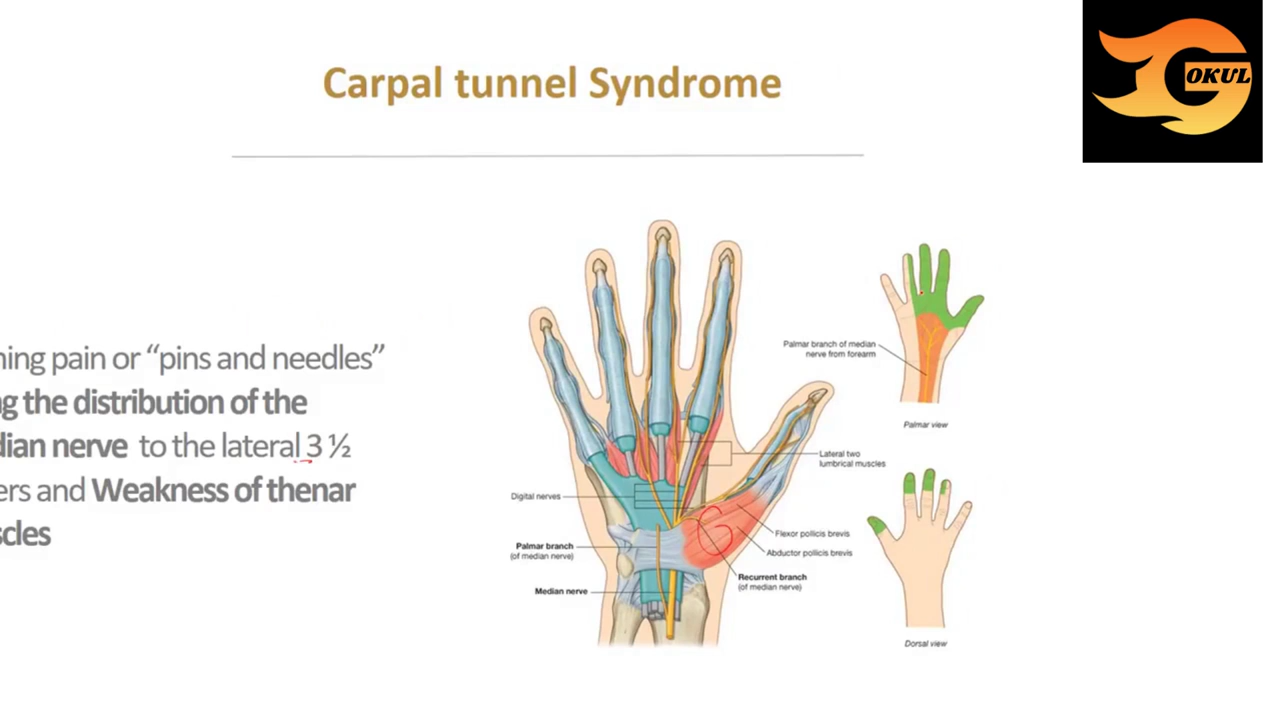 Carpal tunnel Syndrome
OKUL
ning pain or “pins and needles”
g the distribution of the
dian nerve to the lateral 3 ½
ers and Weakness of thenar
scles
Palmar branch of median
nerve from forearm
Palmar view
Lateral two
lumbrical muscles
Digital nerves
Flexor pollicis brevis
Palmar branch
(of median nerve)
Abductor pollicis brevis
Recurrent branch
(of median nerve)
Median nerve
Dorsal view